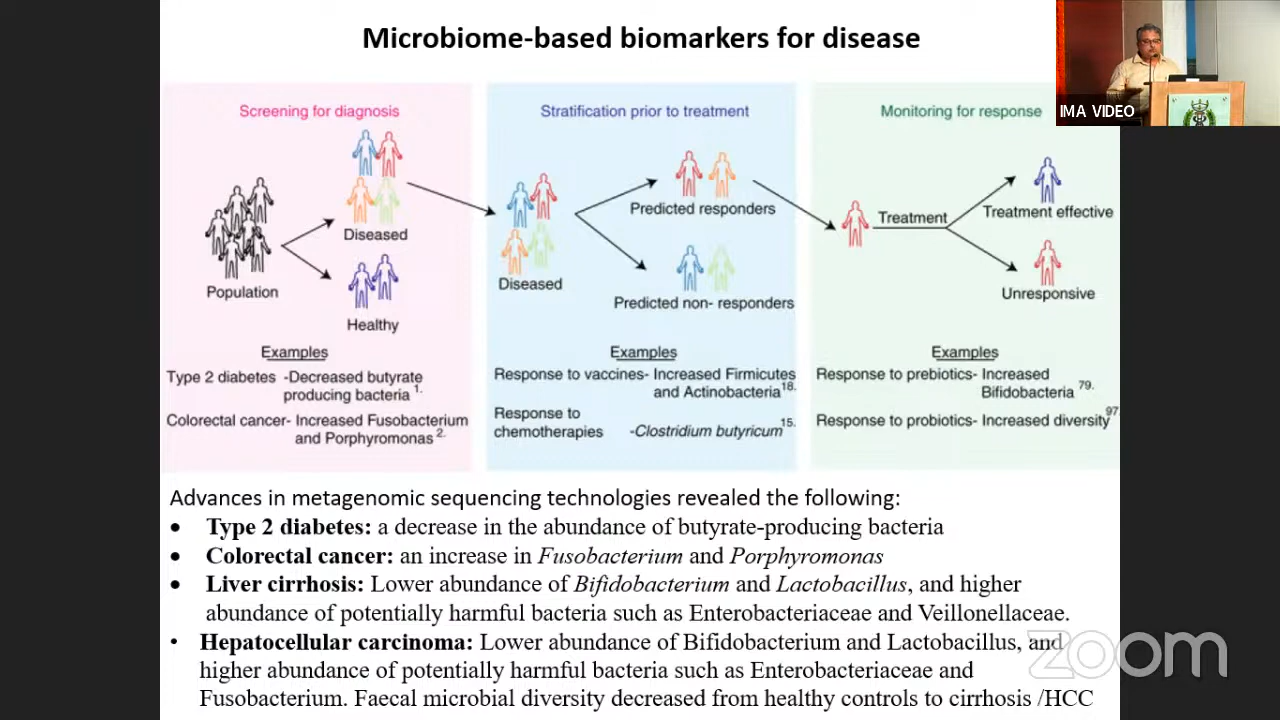 Microbiome-based biomarkers for disease
IMA VIDEO
Screening for diagnosis
Diseased
Population
Healthy
Examples
Type 2 diabetes -Decreased butyrate
producing bacteria 1.
Colorectal cancer- Increased Fusobacterium
and Porphyromonas 2.
Stratification prior to treatment
Predicted responders
Diseased
Predicted non- responders
Examples
Response to vaccines- Increased Firmicutes
and Actinobacteria 18.
Response to
chemotherapies -Clostridium butyricum 15.
Monitoring for response
Treatment
Treatment effective
Unresponsive
Examples
Response to prebiotics- Increased
Bifidobacteria 79.
Response to probiotics- Increased diversity 97
Advances in metagenomic sequencing technologies revealed the following:
• Type 2 diabetes: a decrease in the abundance of butyrate-producing bacteria
• Colorectal cancer: an increase in Fusobacterium and Porphyromonas
• Liver cirrhosis: Lower abundance of Bifidobacterium and Lactobacillus, and higher
abundance of potentially harmful bacteria such as Enterobacteriaceae and Veillonellaceae.
• Hepatocellular carcinoma: Lower abundance of Bifidobacterium and Lactobacillus, and
higher abundance of potentially harmful bacteria such as Enterobacteriaceae and
Fusobacterium. Faecal microbial diversity decreased from healthy controls to cirrhosis /HCC
zoom